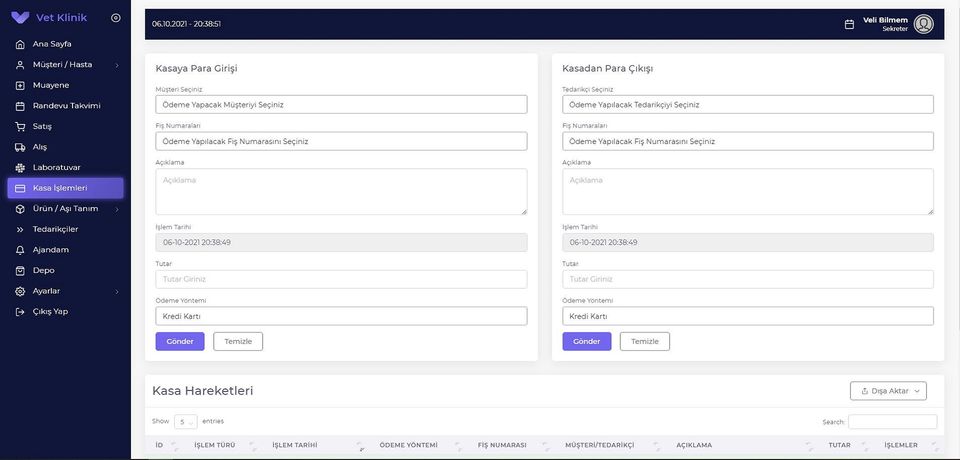 Vet Klinik
Ana Sayfa
Müşteri / Hasta
Muayene
Randevu Takvimi
Satış
Alış
Laboratuvar
Kasa İşlemleri
Ürün / Aşı Tanım
Tedarikçiler
Ajandam
Depo
Ayarlar
Çıkış Yap
06.10.2021 - 20:38:51
Veli Bilmem
Sekreter
Kasaya Para Girişi
Müşteri Seçiniz
Ödeme Yapacak Müşteriyi Seçiniz
Fiş Numaraları
Ödeme Yapılacak Fiş Numarasını Seçiniz
Açıklama
Açıklama
İşlem Tarihi
06-10-2021 20:38:49
Tutar
Tutar Giriniz
Ödeme Yöntemi
Kredi Kartı
Gönder Temizle
Kasadan Para Çıkışı
Tedarikçi Seçiniz
Ödeme Yapılacak Tedarikçiyi Seçiniz
Fiş Numaraları
Ödeme Yapılacak Fiş Numarasını Seçiniz
Açıklama
Açıklama
İşlem Tarihi
06-10-2021 20:38:49
Tutar
Tutar Giriniz
Ödeme Yöntemi
Kredi Kartı
Gönder Temizle
Kasa Hareketleri
Dışa Aktar
Show 5 entries
Search:
İD İŞLEM TÜRÜ İŞLEM TARİHİ ÖDEME YÖNTEMİ FİŞ NUMARASI MÜŞTERİ/TEDARİKÇİ AÇIKLAMA TUTAR İŞLEMLER